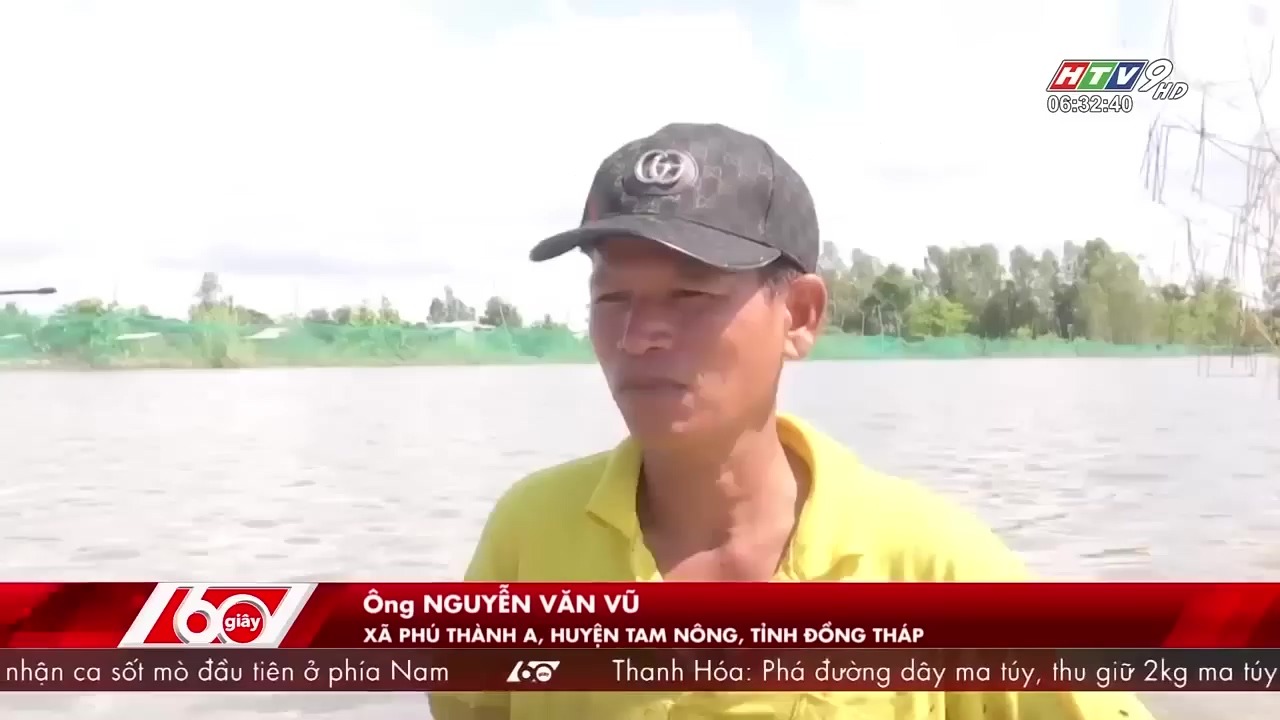 HTV9 HD
06:32:40
60 giây
Ông NGUYỄN VĂN VŨ
XÃ PHÚ THÀNH A, HUYỆN TAM NÔNG, TỈNH ĐỒNG THÁP
nhận ca sốt mò đầu tiên ở phía Nam 60 giây Thanh Hóa: Phá đường dây ma túy, thu giữ 2kg ma túy